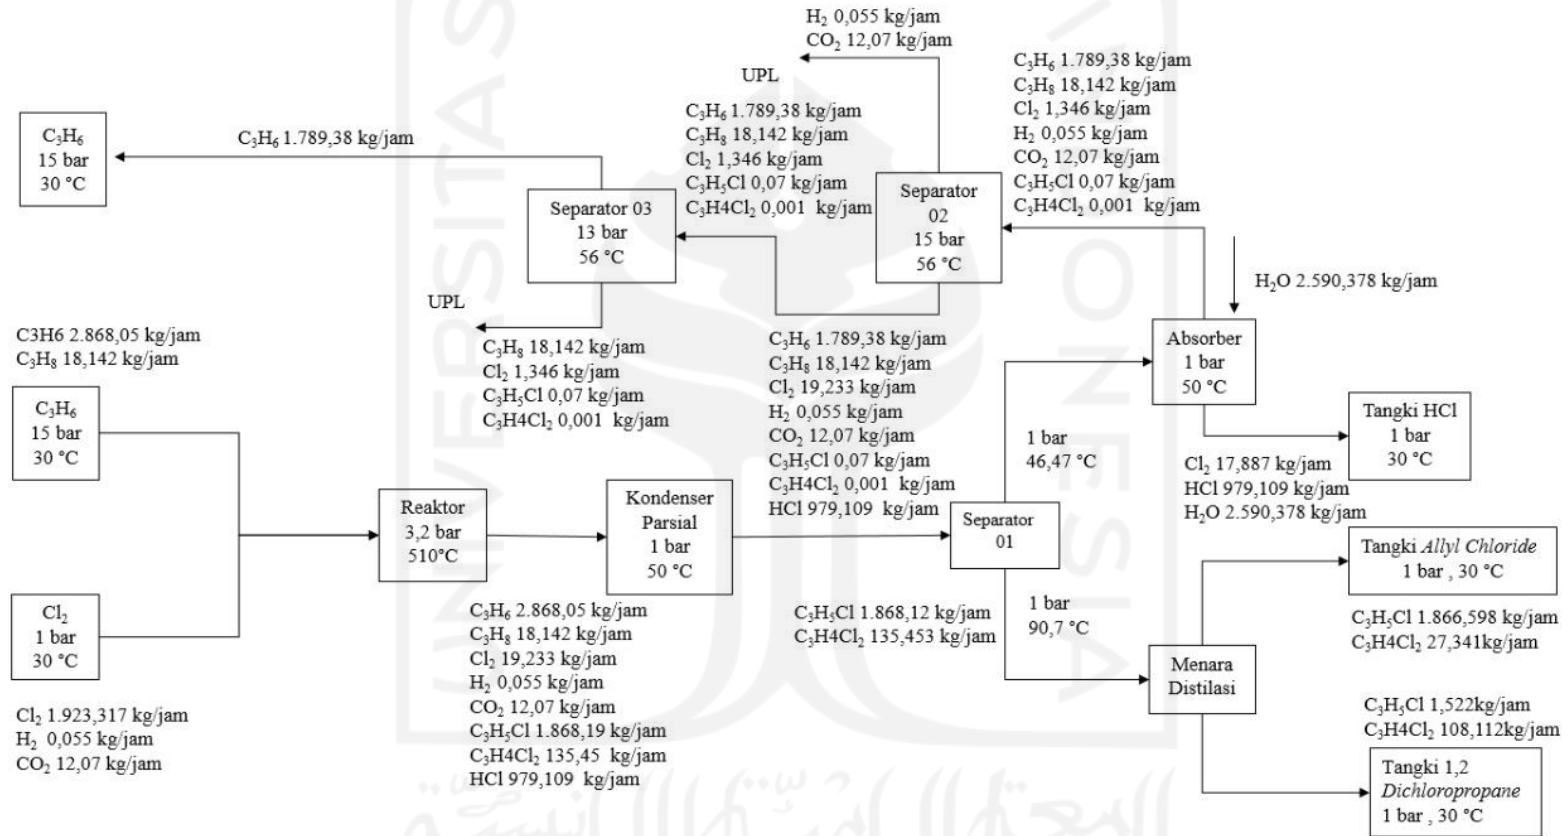 H₂ 0,055 kg/jam
CO₂ 12,07 kg/jam
UPL
C₃H₆ 1.789,38 kg/jam
C₃H₈ 18,142 kg/jam
Cl₂ 1,346 kg/jam
H₂ 0,055 kg/jam
CO₂ 12,07 kg/jam
C₃H₅Cl 0,07 kg/jam
C₃H4Cl₂ 0,001 kg/jam
C₃H₆ 1.789,38 kg/jam
C₃H₈ 18,142 kg/jam
Cl₂ 1,346 kg/jam
C₃H₅Cl 0,07 kg/jam
C₃H4Cl₂ 0,001 kg/jam
C₃H₆
15 bar
30 °C
C₃H₆ 1.789,38 kg/jam
Separator 03
13 bar
56 °C
Separator
02
15 bar
56 °C
H₂O 2.590,378 kg/jam
UPL
C₃H₈ 18,142 kg/jam
Cl₂ 1,346 kg/jam
C₃H₅Cl 0,07 kg/jam
C₃H4Cl₂ 0,001 kg/jam
C3H6 2.868,05 kg/jam
C₃H₈ 18,142 kg/jam
C₃H₆
15 bar
30 °C
C₃H₆ 1.789,38 kg/jam
C₃H₈ 18,142 kg/jam
Cl₂ 19,233 kg/jam
H₂ 0,055 kg/jam
CO₂ 12,07 kg/jam
C₃H₅Cl 0,07 kg/jam
C₃H4Cl₂ 0,001 kg/jam
HCl 979,109 kg/jam
Absorber
1 bar
50 °C
1 bar
46,47 °C
Tangki HCl
1 bar
30 °C
Cl₂ 17,887 kg/jam
HCl 979,109 kg/jam
H₂O 2.590,378 kg/jam
Reaktor
3,2 bar
510°C
Kondenser
Parsial
1 bar
50 °C
Separator
01
Tangki Allyl Chloride
1 bar , 30 °C
Cl₂
1 bar
30 °C
Cl₂ 1.923,317 kg/jam
H₂ 0,055 kg/jam
CO₂ 12,07 kg/jam
C₃H₆ 2.868,05 kg/jam
C₃H₈ 18,142 kg/jam
Cl₂ 19,233 kg/jam
H₂ 0,055 kg/jam
CO₂ 12,07 kg/jam
C₃H₅Cl 1.868,19 kg/jam
C₃H4Cl₂ 135,45 kg/jam
HCl 979,109 kg/jam
C₃H₅Cl 1.868,12 kg/jam
C₃H4Cl₂ 135,453 kg/jam
1 bar
90,7 °C
Menara
Distilasi
C₃H₅Cl 1.866,598 kg/jam
C₃H4Cl₂ 27,341kg/jam
C₃H₅Cl 1,522kg/jam
C₃H4Cl₂ 108,112kg/jam
Tangki 1,2
Dichloropropane
1 bar , 30 °C
UNIVERSITAS
INDONESIA